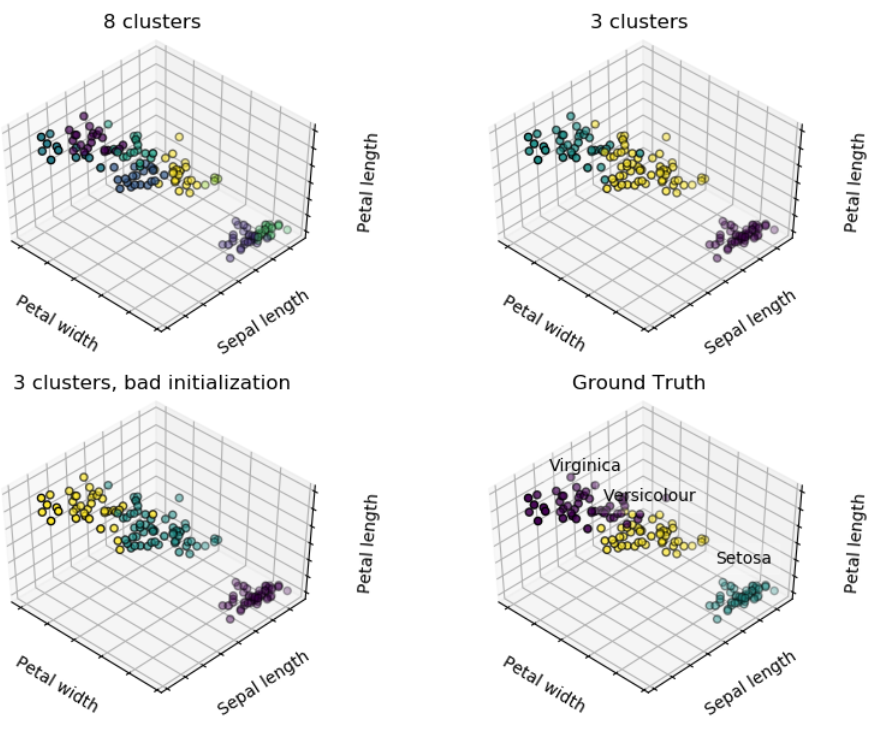 8 clusters
Petal length
Petal width
Sepal length
3 clusters
Petal length
Petal width
Sepal length
3 clusters, bad initialization
Petal length
Petal width
Sepal length
Ground Truth
Virginica
Versicolour
Setosa
Petal length
Petal width
Sepal length